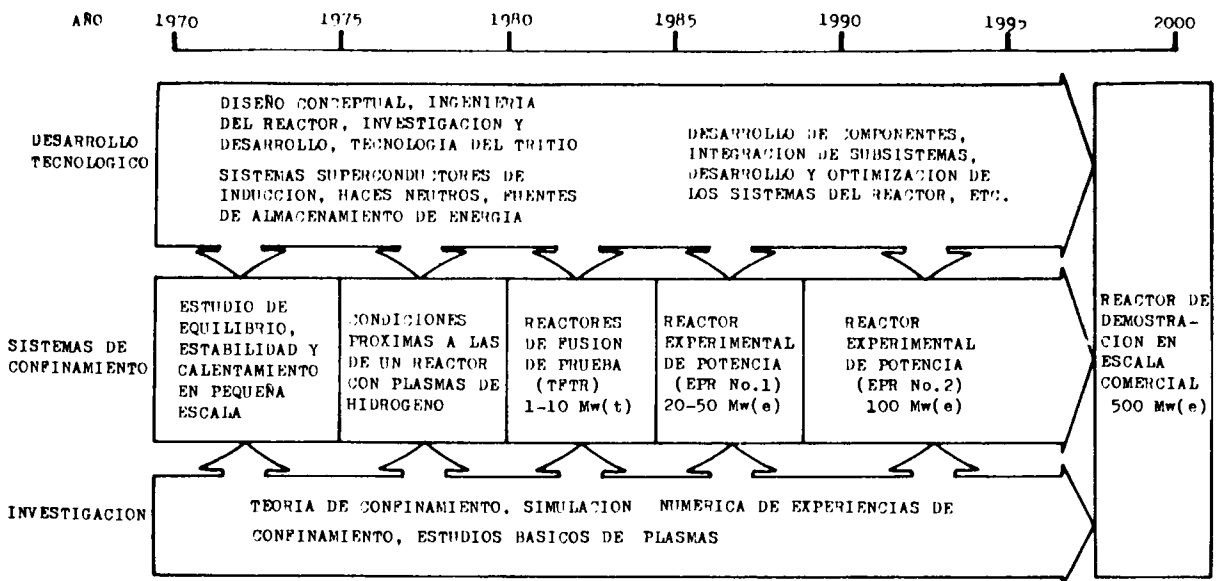 AÑO 1970 1975 1980 1985 1990 1995 2000
DESARROLLO
TECNOLOGICO
DISEÑO CONCEPTUAL, INGENIERIA
DEL REACTOR, INVESTIGACION Y
DESARROLLO, TECNOLOGIA DEL TRITIO
SISTEMAS SUPERCONDUCTORES DE
INDUCCION, HACES NEUTROS, FUENTES
DE ALMACENAMIENTO DE ENERGIA
DESARROLLO DE COMPONENTES,
INTEGRACION DE SUBSISTEMAS,
DESARROLLO Y OPTIMIZACION DE
LOS SISTEMAS DEL REACTOR, ETC.
SISTEMAS DE
CONFINAMIENTO
ESTUDIO DE
EQUILIBRIO,
ESTABILIDAD Y
CALENTAMIENTO
EN PEQUEÑA
ESCALA
CONDICIONES
PROXIMAS A LAS
DE UN REACTOR
CON PLASMAS DE
HIDROGENO
REACTORES
DE FUSION
DE PRUEBA
(TFTR)
1-10 Mw(t)
REACTOR
EXPERIMENTAL
DE POTENCIA
(EPR No.1)
20-50 Mw(e)
REACTOR
EXPERIMENTAL
DE POTENCIA
(EPR No.2)
100 Mw(e)
REACTOR DE
DEMOSTRA-
CION EN
ESCALA
COMERCIAL
500 Mw(e)
INVESTIGACION
TEORIA DE CONFINAMIENTO, SIMULACION NUMERICA DE EXPERIENCIAS DE
CONFINAMIENTO, ESTUDIOS BASICOS DE PLASMAS